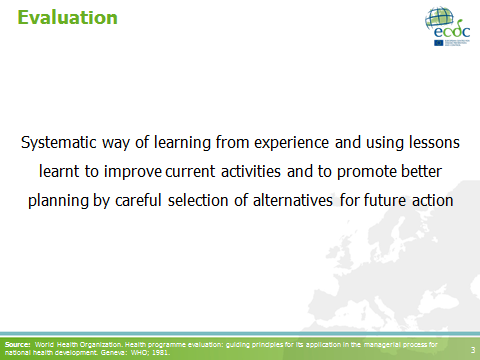 Evaluation
ecdc
Systematic way of learning from experience and using lessons
learnt to improve current activities and to promote better
planning by careful selection of alternatives for future action
Source: World Health Organization. Health programme evaluation: guiding principles for its application in the managerial process for
national health development. Geneva: WHO; 1981.
3